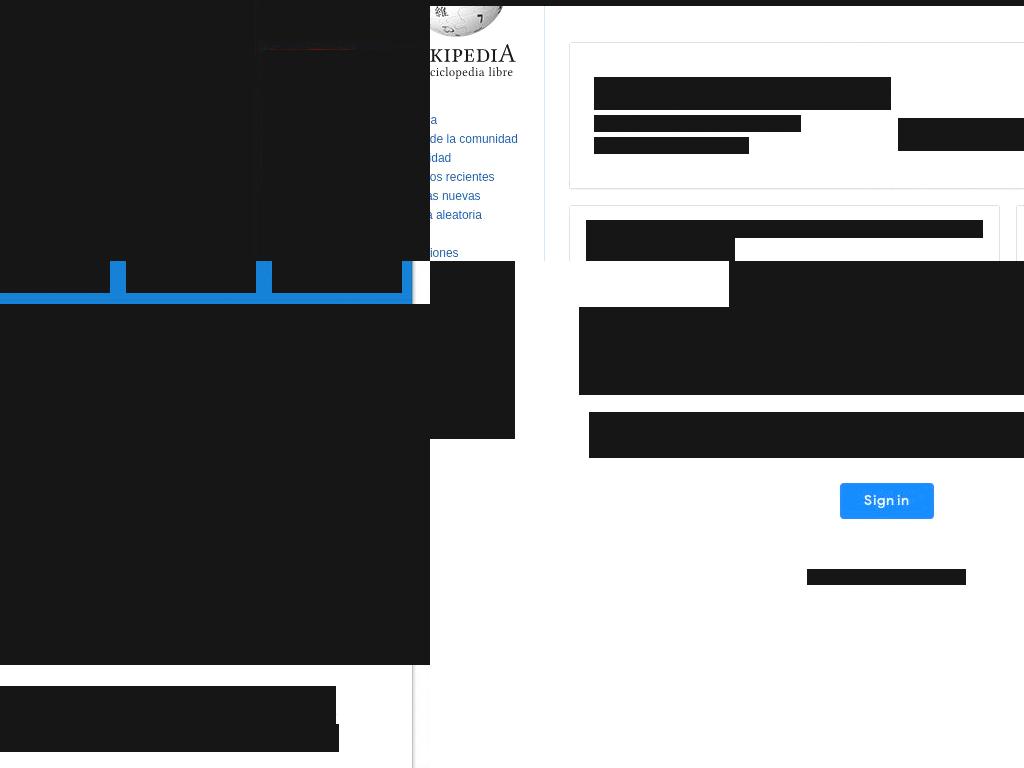 KIPEDIA
ciclopedia libre
a
de la comunidad
idad
os recientes
as nuevas
a aleatoria
iones
Sign in